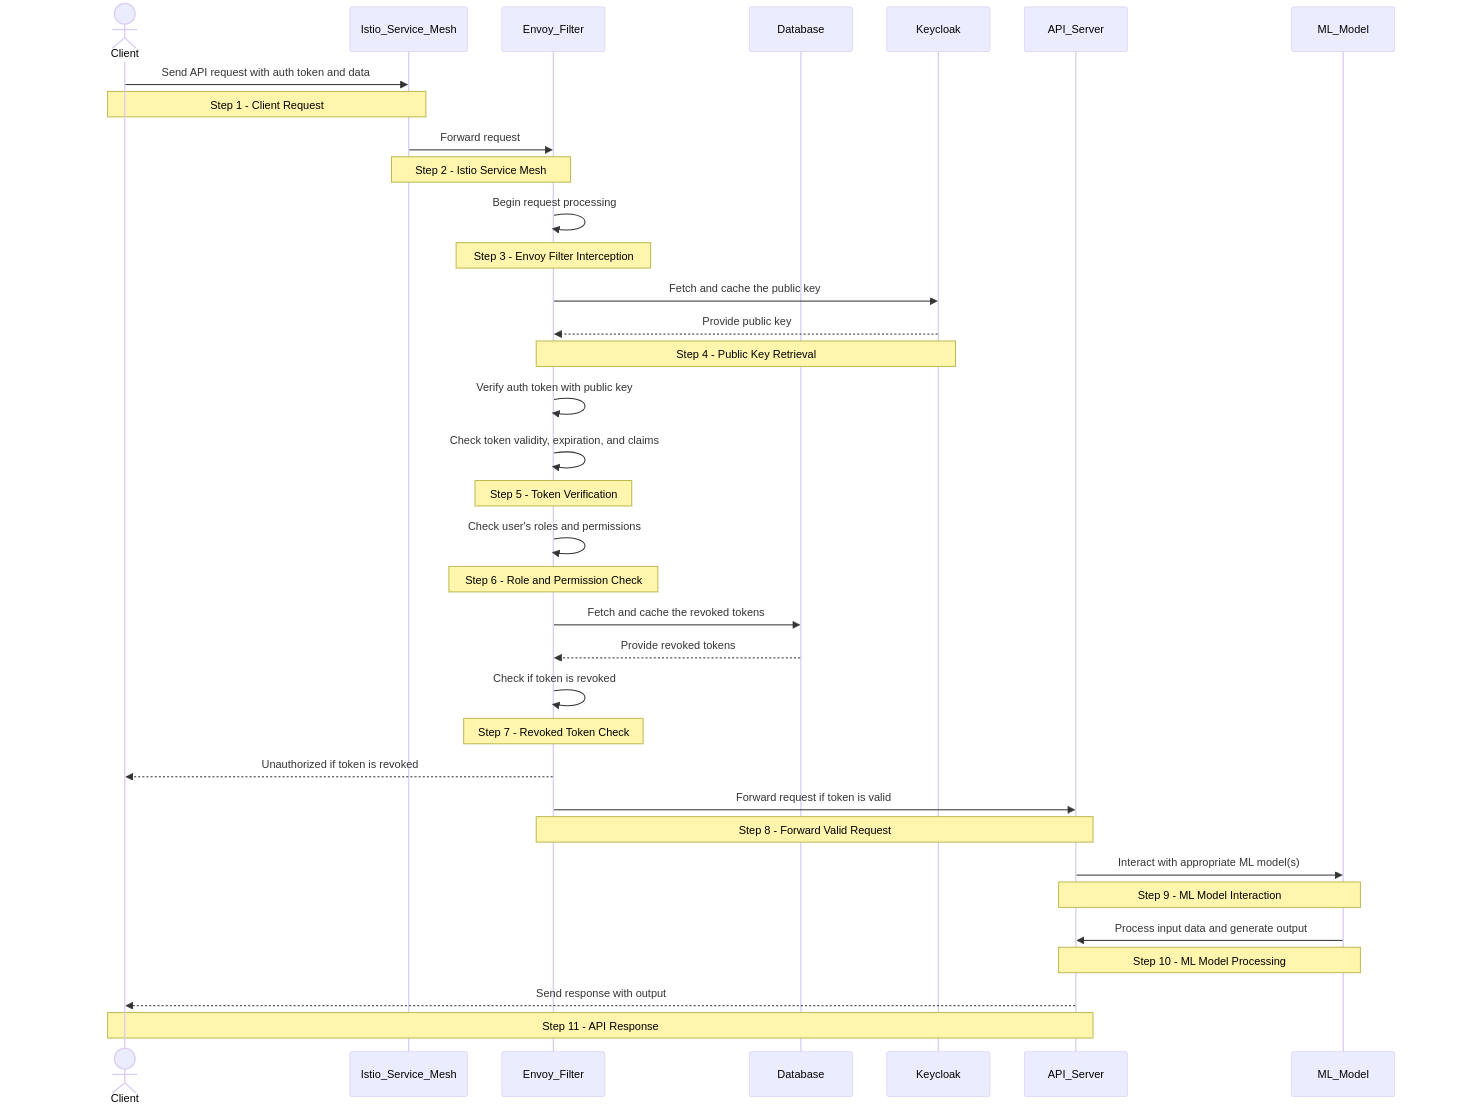 Client
Istio_Service_Mesh
Envoy_Filter
Database
Keycloak
API_Server
ML_Model
Send API request with auth token and data
Step 1 - Client Request
Forward request
Step 2 - Istio Service Mesh
Begin request processing
Step 3 - Envoy Filter Interception
Fetch and cache the public key
Provide public key
Step 4 - Public Key Retrieval
Verify auth token with public key
Check token validity, expiration, and claims
Step 5 - Token Verification
Check user's roles and permissions
Step 6 - Role and Permission Check
Fetch and cache the revoked tokens
Provide revoked tokens
Check if token is revoked
Step 7 - Revoked Token Check
Unauthorized if token is revoked
Forward request if token is valid
Step 8 - Forward Valid Request
Interact with appropriate ML model(s)
Step 9 - ML Model Interaction
Process input data and generate output
Step 10 - ML Model Processing
Send response with output
Step 11 - API Response
Client
Istio_Service_Mesh
Envoy_Filter
Database
Keycloak
API_Server
ML_Model